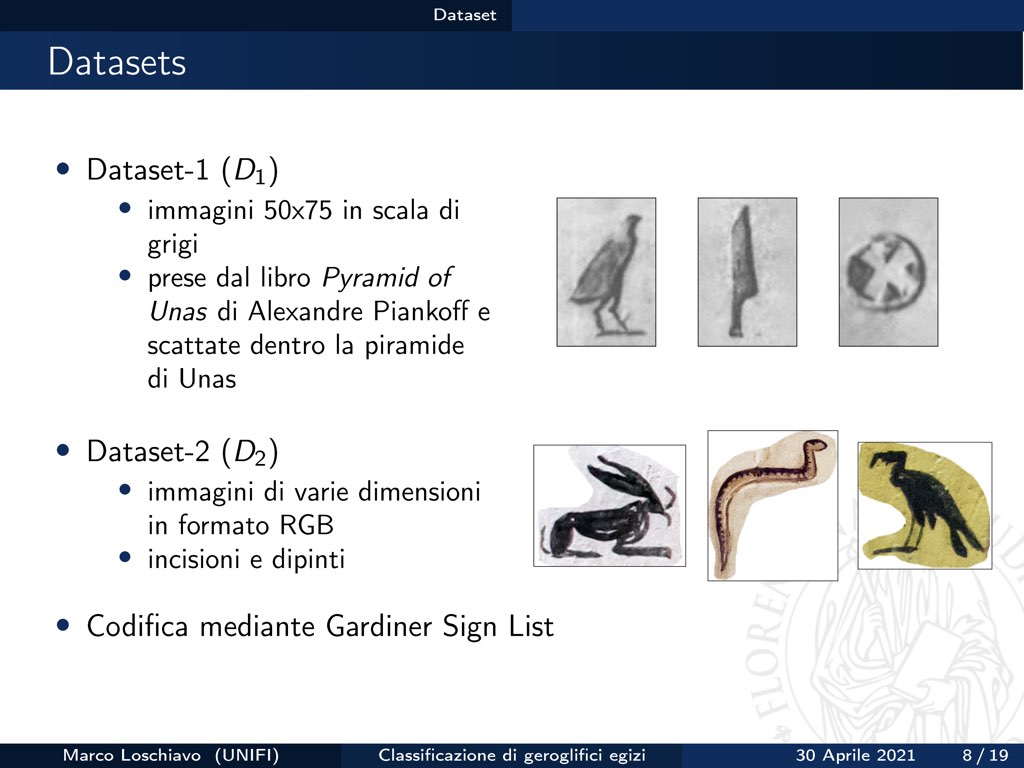 Dataset
Datasets
• Dataset-1 (D₁)
• immagini 50x75 in scala di
grigi
• prese dal libro Pyramid of
Unas di Alexandre Piankoff e
scattate dentro la piramide
di Unas
• Dataset-2 (D₂)
• immagini di varie dimensioni
in formato RGB
• incisioni e dipinti
• Codifica mediante Gardiner Sign List
FLOREN
Marco Loschiavo (UNIFI) Classificazione di geroglifici egizi 30 Aprile 2021 8 / 19